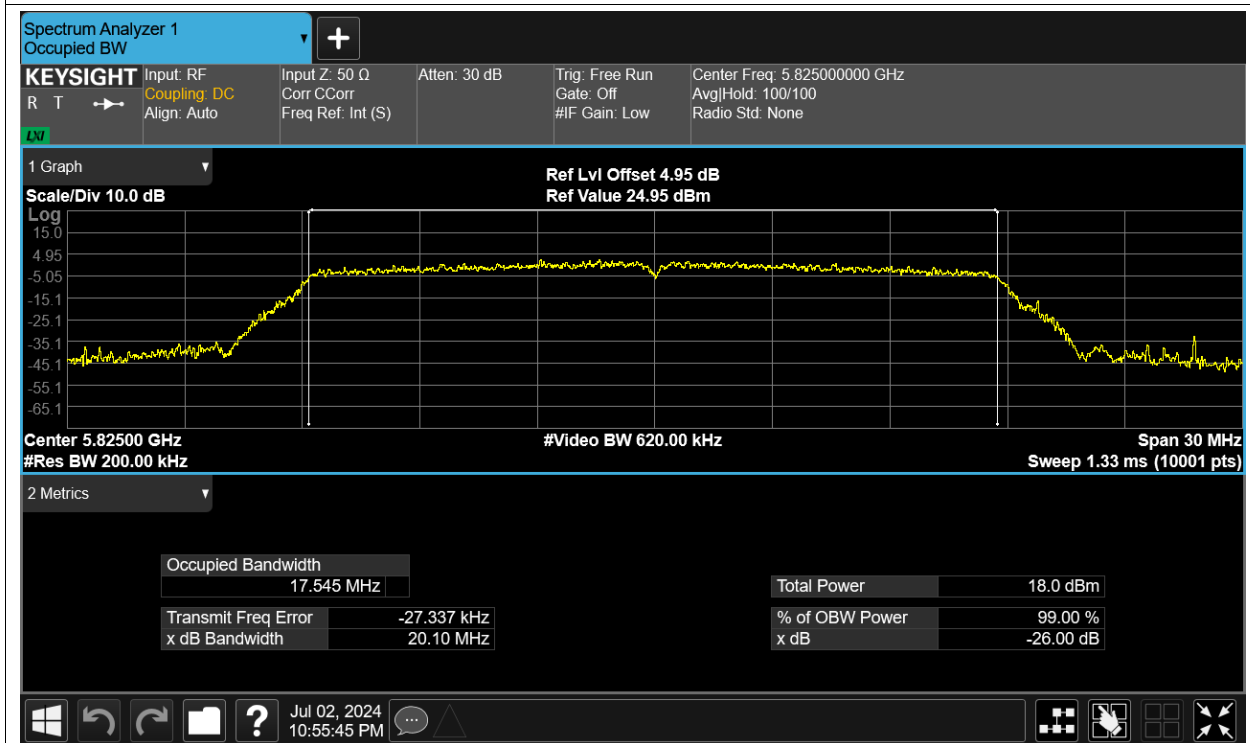 Spectrum Analyzer 1
Occupied BW
KEYSIGHT
R T
LXI
Input: RF
Coupling: DC
Align: Auto
Input Z: 50 Ω
Corr CCorr
Freq Ref: Int (S)
Atten: 30 dB
Trig: Free Run
Gate: Off
#IF Gain: Low
Center Freq: 5.825000000 GHz
Avg|Hold: 100/100
Radio Std: None
1 Graph
Scale/Div 10.0 dB
Ref Lvl Offset 4.95 dB
Ref Value 24.95 dBm
Log
15.0
4.95
-5.05
-15.1
-25.1
-35.1
-45.1
-55.1
-65.1
Center 5.82500 GHz
#Video BW 620.00 kHz
Span 30 MHz
#Res BW 200.00 kHz
Sweep 1.33 ms (10001 pts)
2 Metrics
Occupied Bandwidth
17.545 MHz
Total Power 18.0 dBm
Transmit Freq Error -27.337 kHz
% of OBW Power 99.00 %
x dB Bandwidth 20.10 MHz
x dB -26.00 dB
?
Jul 02, 2024
10:55:45 PM